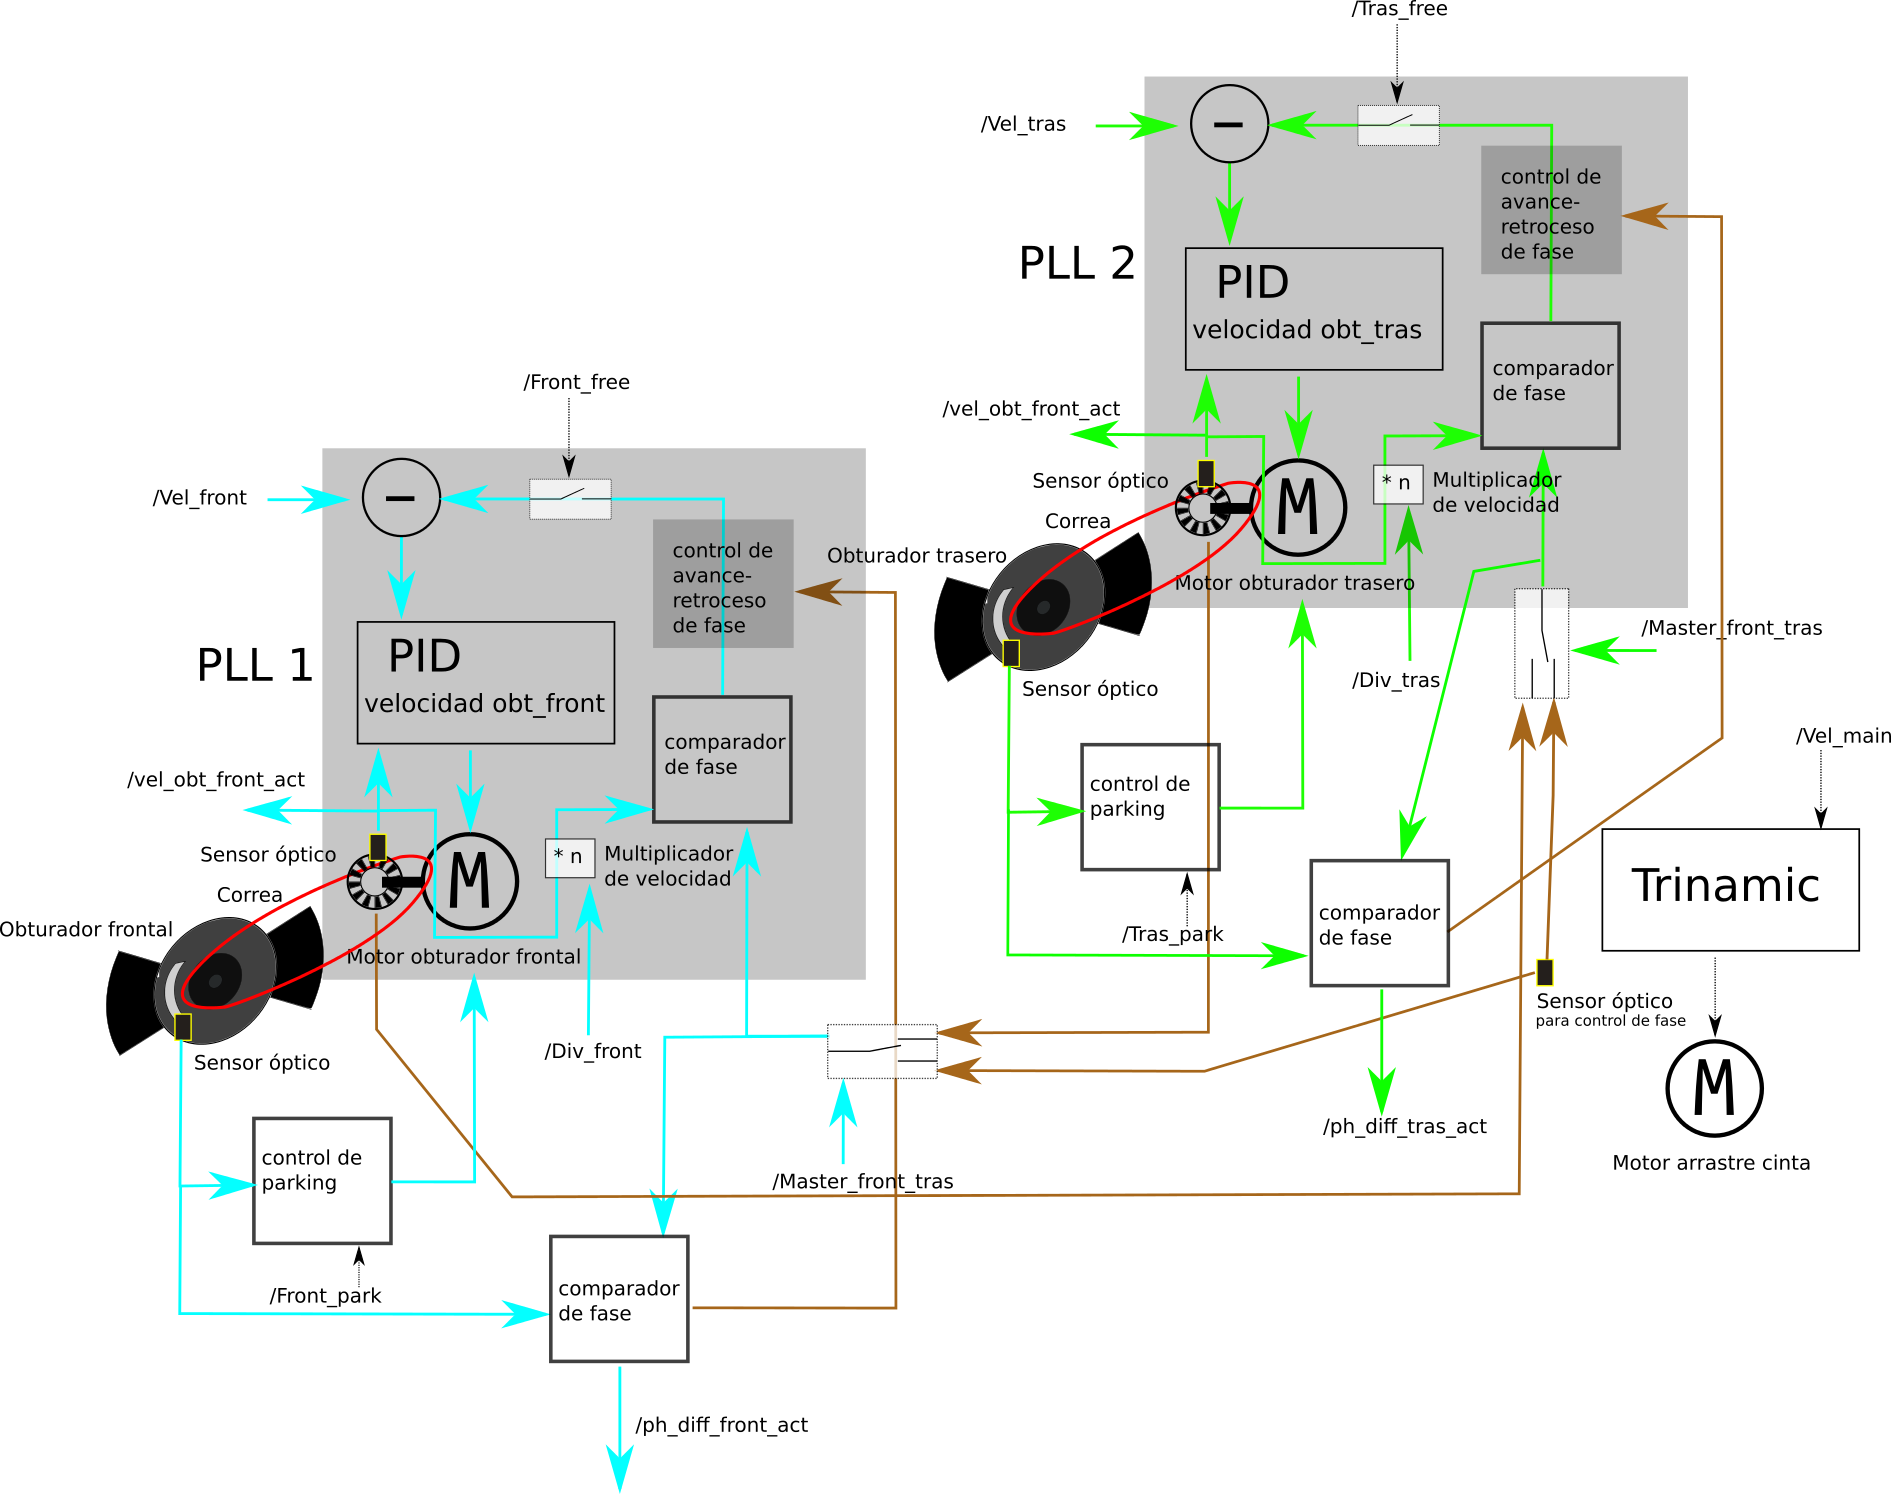 /Tras_free
/Vel_tras
−
control de
avance-
retroceso
de fase
PLL 2
PID
velocidad obt_tras
comparador
de fase
/vel_obt_front_act
Sensor óptico
* n
Multiplicador
de velocidad
M
Correa
Obturador trasero
Motor obturador trasero
Sensor óptico
/Div_tras
/Master_front_tras
control de
parking
/Tras_park
comparador
de fase
/ph_diff_tras_act
/Vel_main
Trinamic
Sensor óptico
para control de fase
M
Motor arrastre cinta
/Front_free
/Vel_front
−
control de
avance-
retroceso
de fase
PLL 1
PID
velocidad obt_front
comparador
de fase
/vel_obt_front_act
Sensor óptico
* n
Multiplicador
de velocidad
M
Correa
Obturador frontal
Motor obturador frontal
Sensor óptico
/Div_front
/Master_front_tras
control de
parking
/Front_park
comparador
de fase
/ph_diff_front_act